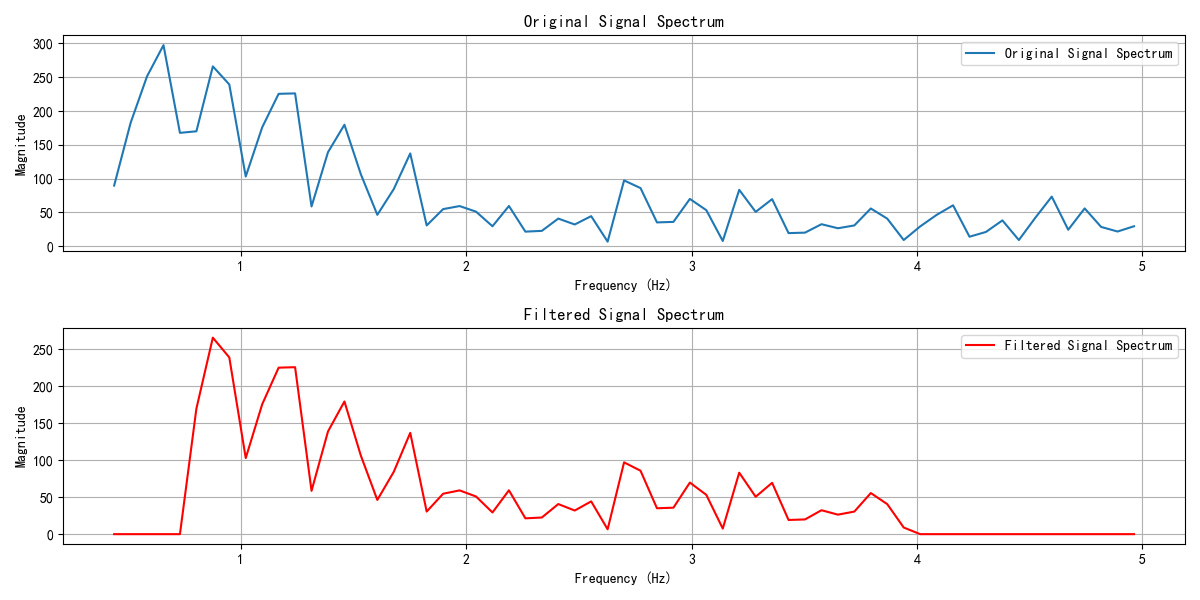 Original Signal Spectrum
Original Signal Spectrum
Magnitude
300
250
200
150
100
50
0
1
2
3
4
5
Frequency (Hz)
Filtered Signal Spectrum
Filtered Signal Spectrum
Magnitude
250
200
150
100
50
0
1
2
3
4
5
Frequency (Hz)